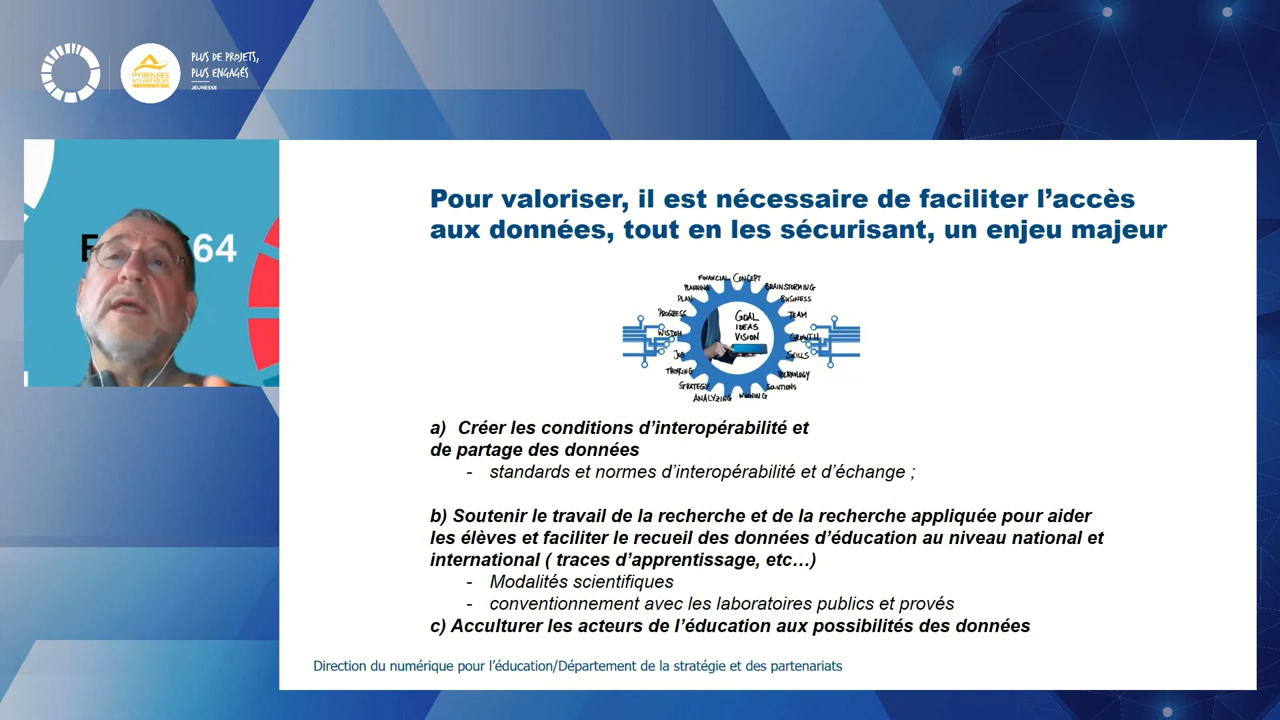 PLUS DE PROJETS,
PLUS ENGAGÉS
JEUNESSE
PYRÉNÉES
ATLANTIQUES
64
Pour valoriser, il est nécessaire de faciliter l’accès
aux données, tout en les sécurisant, un enjeu majeur
FINANCIAL CONCEPT
PLANNING BRAINSTORMING
PLAN BUSINESS
PROGRESS TEAM
WISDOM GROWTH
JOB SKILLS
THINKING TECHNOLOGY
STRATEGY SOLUTIONS
ANALYZING WINNING
GOAL
IDEAS
VISION
a) Créer les conditions d’interopérabilité et
de partage des données
- standards et normes d’interopérabilité et d’échange ;
b) Soutenir le travail de la recherche et de la recherche appliquée pour aider
les élèves et faciliter le recueil des données d’éducation au niveau national et
international ( traces d’apprentissage, etc…)
- Modalités scientifiques
- conventionnement avec les laboratoires publics et provés
c) Acculturer les acteurs de l’éducation aux possibilités des données
Direction du numérique pour l’éducation/Département de la stratégie et des partenariats